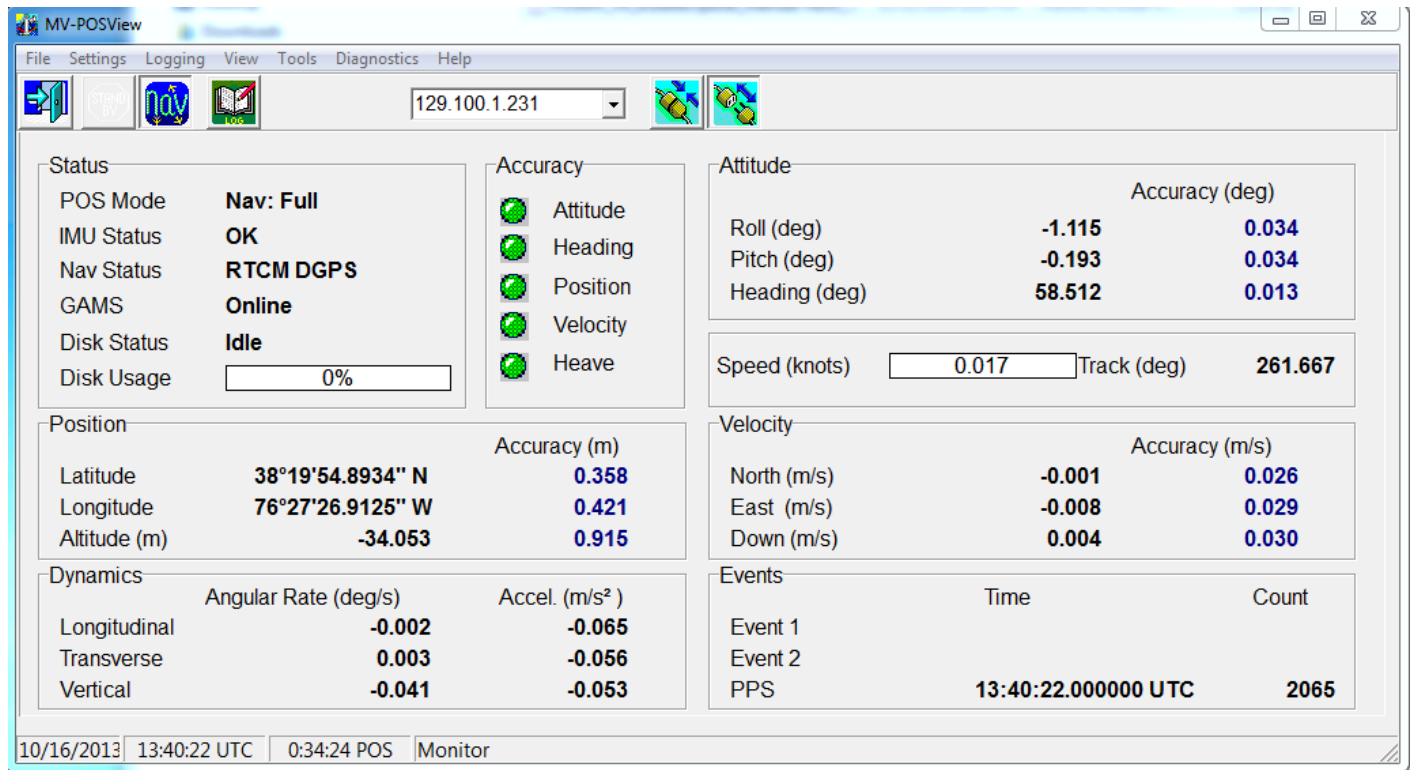 MV-POSView
File Settings Logging View Tools Diagnostics Help
STAND BY nav LOG 129.100.1.231
Status
POS Mode Nav: Full
IMU Status OK
Nav Status RTCM DGPS
GAMS Online
Disk Status Idle
Disk Usage 0%
Accuracy
Attitude
Heading
Position
Velocity
Heave
Attitude
Accuracy (deg)
Roll (deg) -1.115 0.034
Pitch (deg) -0.193 0.034
Heading (deg) 58.512 0.013
Speed (knots) 0.017 Track (deg) 261.667
Position
Accuracy (m)
Latitude 38°19'54.8934" N 0.358
Longitude 76°27'26.9125" W 0.421
Altitude (m) -34.053 0.915
Velocity
Accuracy (m/s)
North (m/s) -0.001 0.026
East (m/s) -0.008 0.029
Down (m/s) 0.004 0.030
Dynamics
Angular Rate (deg/s) Accel. (m/s²)
Longitudinal -0.002 -0.065
Transverse 0.003 -0.056
Vertical -0.041 -0.053
Events
Time Count
Event 1
Event 2
PPS 13:40:22.000000 UTC 2065
10/16/2013 13:40:22 UTC 0:34:24 POS Monitor